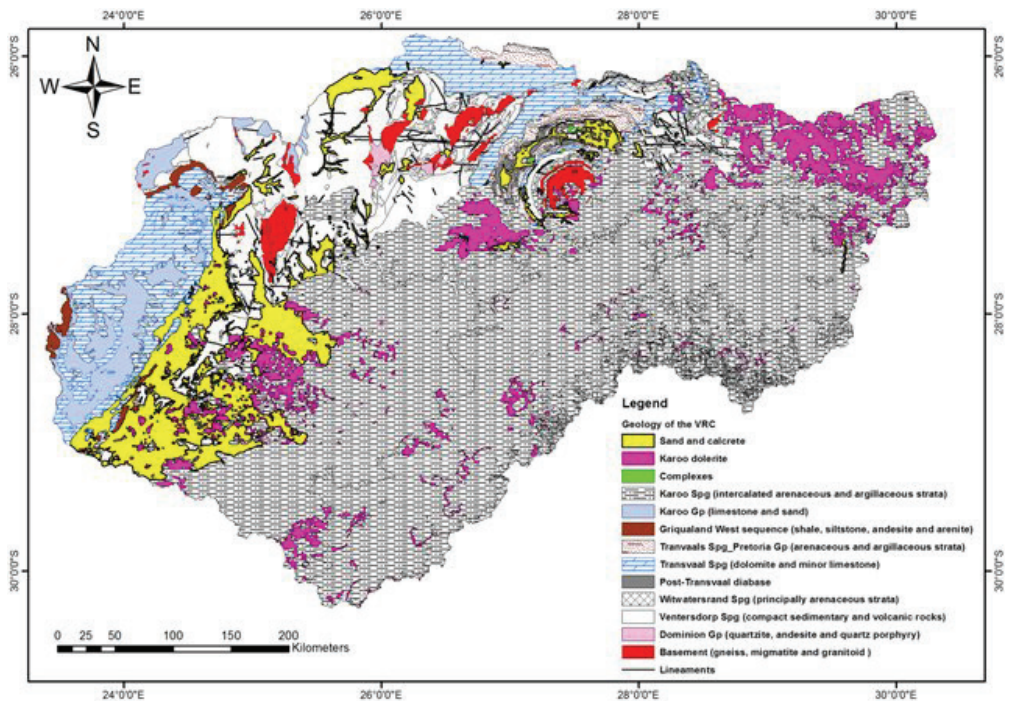 24°0'0"E 26°0'0"E 28°0'0"E 30°0'0"E
26°0'0"S 26°0'0"S
N
W E
S
28°0'0"S 28°0'0"S
Legend
Geology of the VRC
Sand and calcrete
Karoo dolerite
Complexes
Karoo Spg (intercalated arenaceous and argillaceous strata)
Karoo Gp (limestone and sand)
Griqualand West sequence (shale, siltstone, andesite and arenite)
Tranvaals Spg_Pretoria Gp (arenaceous and argillaceous strata)
Transvaal Spg (dolomite and minor limestone)
Post-Transvaal diabase
Witwatersrand Spg (principally arenaceous strata)
Ventersdorp Spg (compact sedimentary and volcanic rocks)
Dominion Gp (quartzite, andesite and quartz porphyry)
Basement (gneiss, migmatite and granitoid )
Lineaments
30°0'0"S 30°0'0"S
0 25 50 100 150 200
Kilometers
24°0'0"E 26°0'0"E 28°0'0"E 30°0'0"E